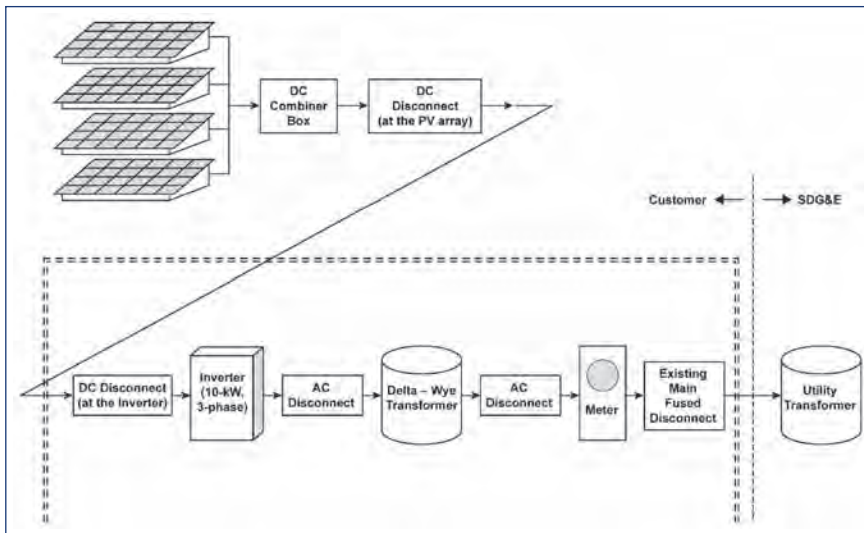 DC
Combiner
Box
DC
Disconnect
(at the PV array)
Customer
SDG&E
DC Disconnect
(at the Inverter)
Inverter
(10-kW,
3-phase)
AC
Disconnect
Delta – Wye
Transformer
AC
Disconnect
Meter
Existing
Main
Fused
Disconnect
Utility
Transformer